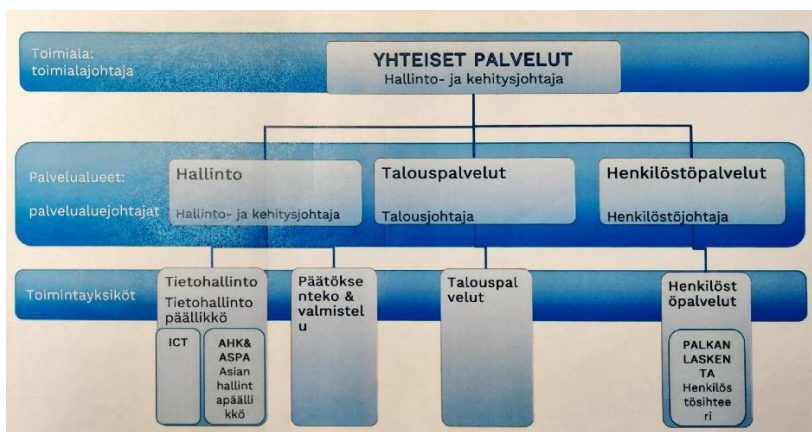 Toimiala:
toimialajohtaja
YHTEISET PALVELUT
Hallinto- ja kehitysjohtaja
Palvelualueet:
palvelualuejohtajat
Hallinto
Hallinto- ja kehitysjohtaja
Talouspalvelut
Talousjohtaja
Henkilöstöpalvelut
Henkilöstöjohtaja
Toimintayksiköt
Tietohallinto
Tietohallinto
päällikkö
ICT
AHK&
ASPA
Asian
hallint
apääl­li
kkö
Päätökse
nteko &
valmistel
u
Talouspal
velut
Henkilöst
öpalvelut
PALKAN
LASKEN
TA
Henkilös
tösihtee
ri